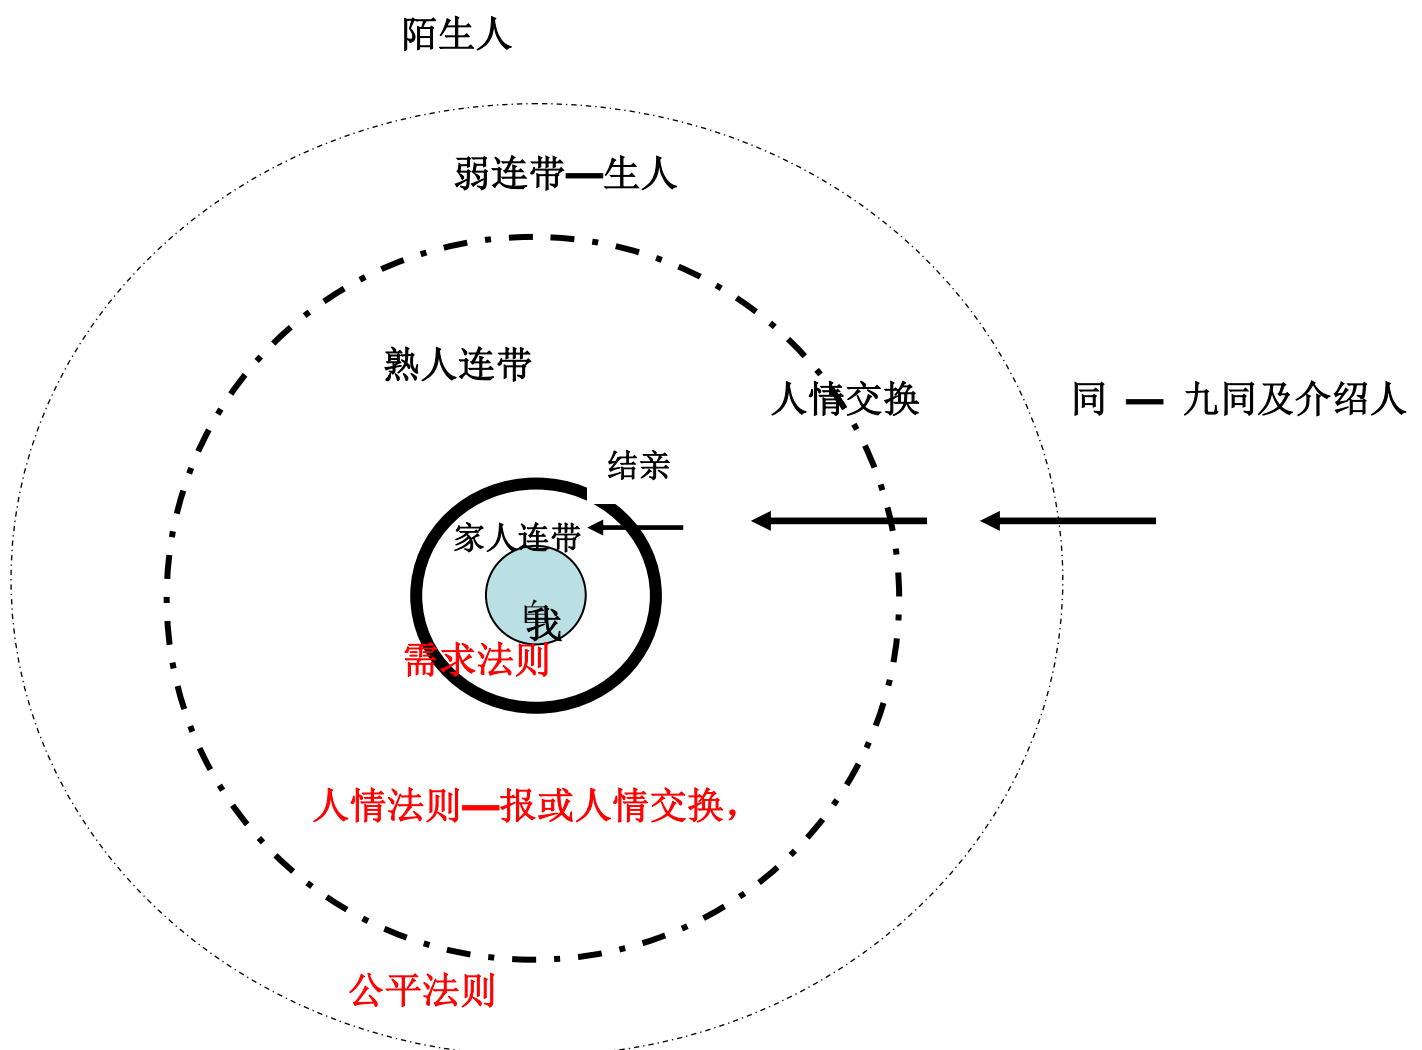 陌生人
弱连带—生人
熟人连带
人情交换
同 — 九同及介绍人
结亲
家人连带
自我
需求法则
人情法则—报或人情交换，
公平法则